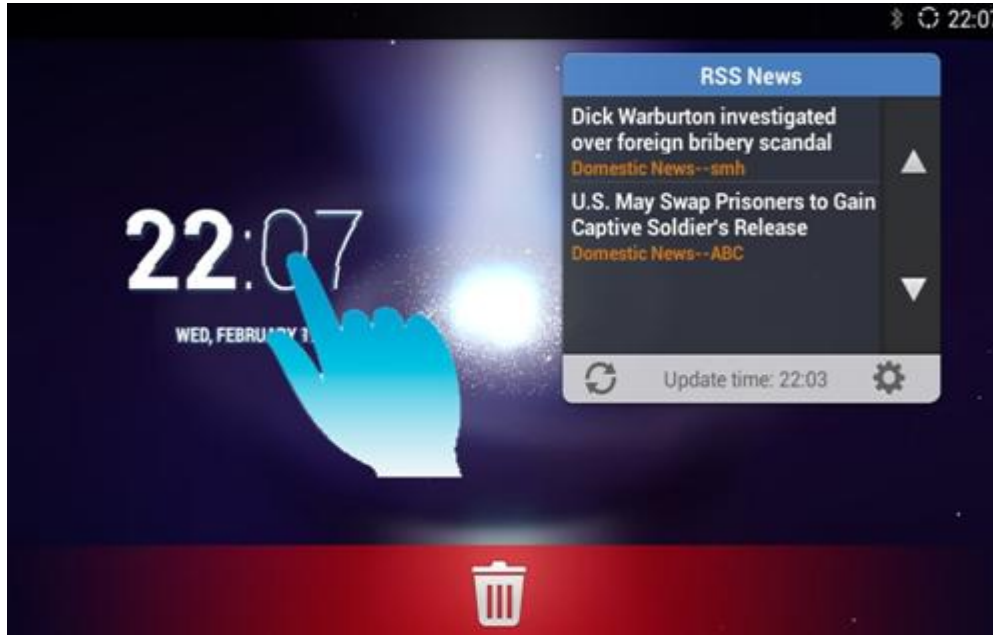 22:07
RSS News
Dick Warburton investigated
over foreign bribery scandal
Domestic News--smh
U.S. May Swap Prisoners to Gain
Captive Soldier's Release
Domestic News--ABC
Update time: 22:03
22:07
WED,